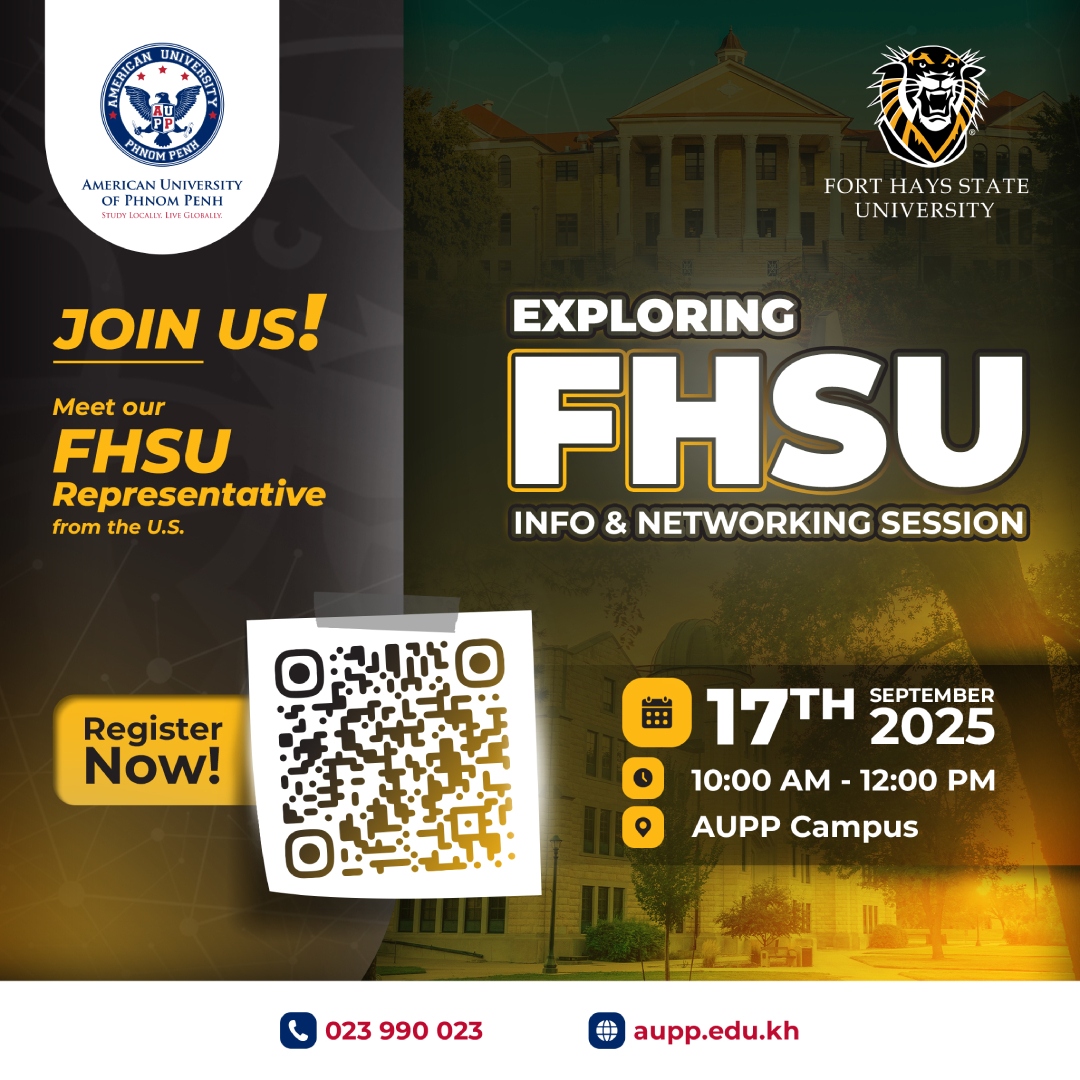 AMERICAN UNIVERSITY
AU
PP
PHNOM PENH
AMERICAN UNIVERSITY
OF PHNOM PENH
STUDY LOCALLY. LIVE GLOBALLY.
FORT HAYS STATE
UNIVERSITY
JOIN US!
Meet our
FHSU
Representative
from the U.S.
EXPLORING
FHSU
INFO & NETWORKING SESSION
Register
Now!
17TH SEPTEMBER
2025
10:00 AM - 12:00 PM
AUPP Campus
023 990 023
aupp.edu.kh